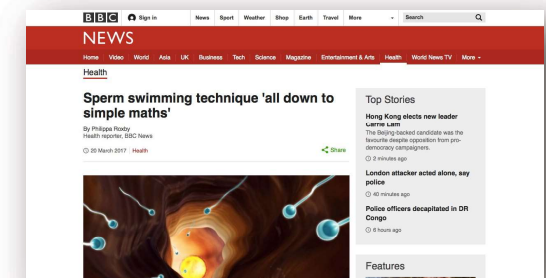 BBC Sign in News Sport Weather Shop Earth Travel More Search
NEWS
Home Video World Asia UK Business Tech Science Magazine Entertainment & Arts Health World News TV More
Health
Sperm swimming technique 'all down to
simple maths'
By Philippa Roxby
Health reporter, BBC News
20 March 2017 Health
Share
Top Stories
Hong Kong elects new leader
Carrie Lam
The Beijing-backed candidate was the
favourite despite opposition from pro-
democracy campaigners.
2 minutes ago
London attacker acted alone, say
police
40 minutes ago
Police officers decapitated in DR
Congo
6 hours ago
Features